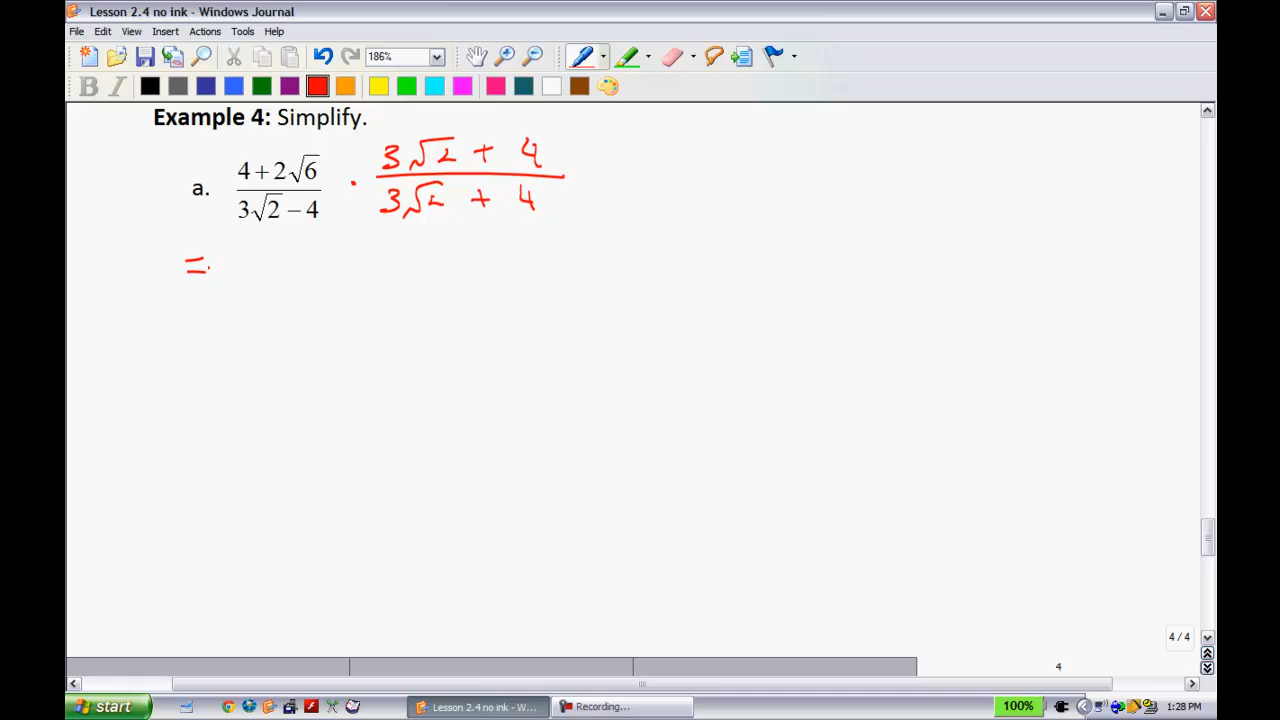 Lesson 2.4 no ink - Windows Journal
File Edit View Insert Actions Tools Help
186%
B I
Example 4: Simplify.
a. (4 + 2√6)/(3√2 − 4) · (3√2 + 4)/(3√2 + 4)
=
4 / 4
4
start Lesson 2.4 no ink - W... Recording... 100% 1:28 PM